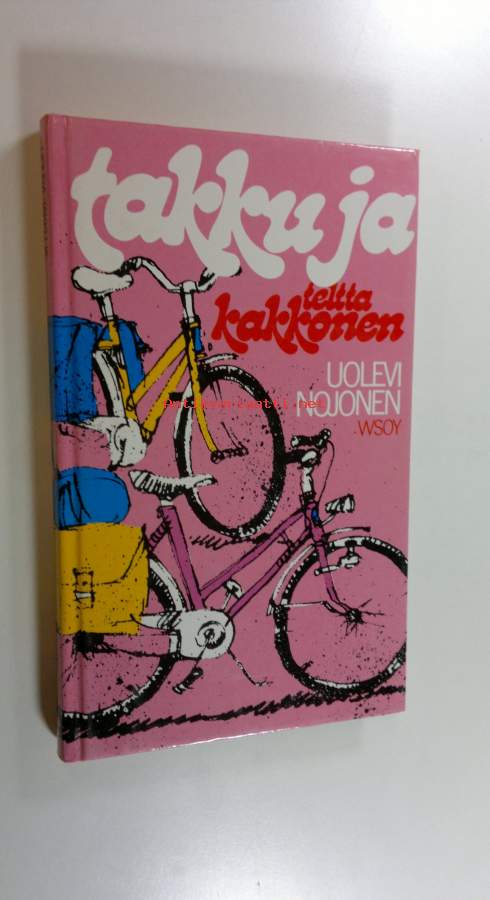 takku ja
teltta
kakkonen
UOLEVI
NOJONEN
WSOY